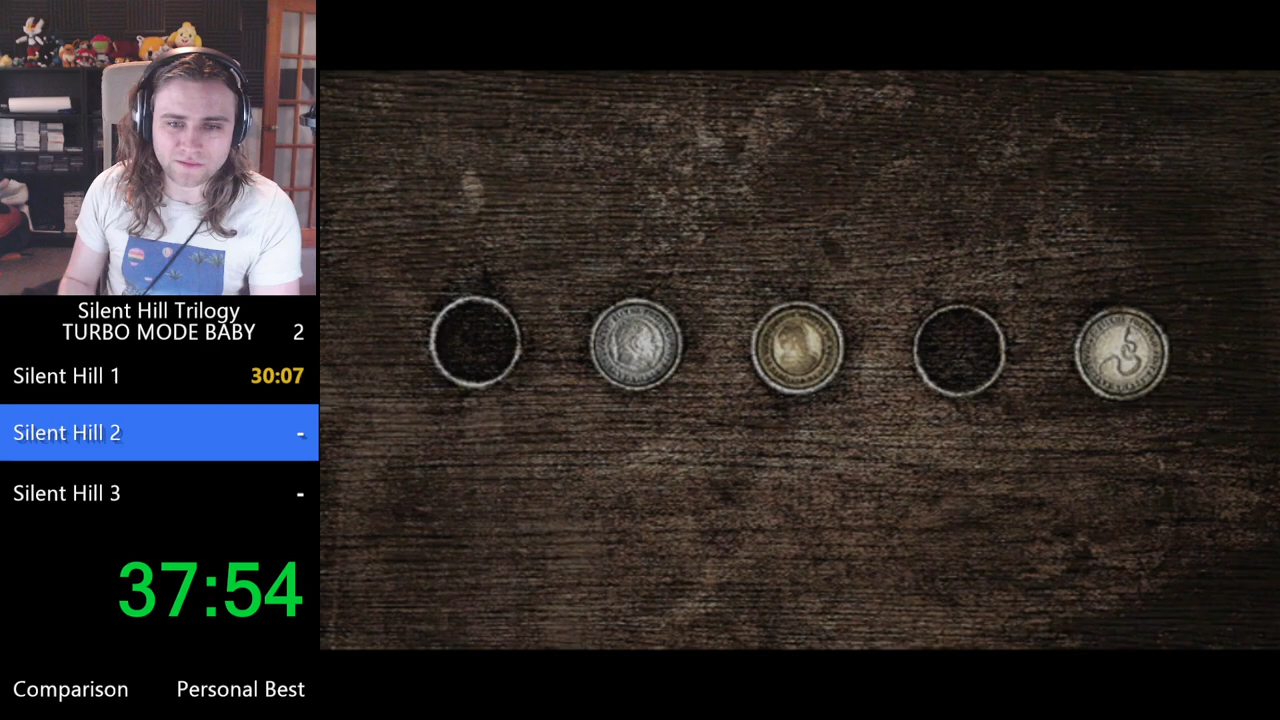 Silent Hill Trilogy
TURBO MODE BABY 2
Silent Hill 1 30:07
Silent Hill 2 -
Silent Hill 3 -
37:54
Comparison Personal Best